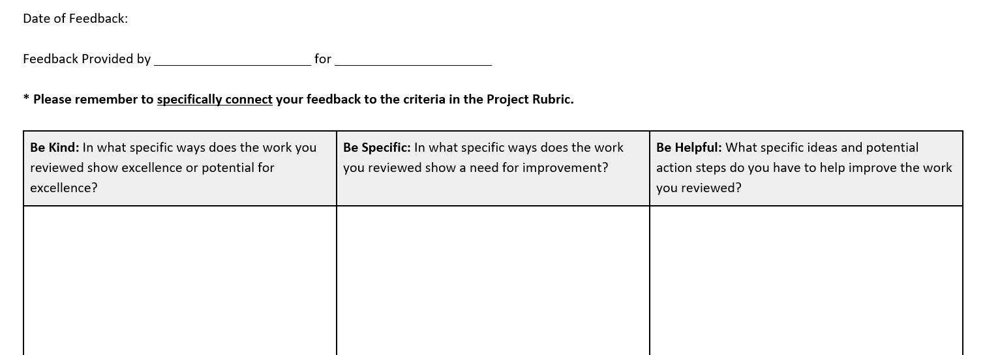 Date of Feedback:
Feedback Provided by ______________________ for ______________________
* Please remember to specifically connect your feedback to the criteria in the Project Rubric.
Be Kind: In what specific ways does the work you
reviewed show excellence or potential for
excellence?
Be Specific: In what specific ways does the work
you reviewed show a need for improvement?
Be Helpful: What specific ideas and potential
action steps do you have to help improve the work
you reviewed?